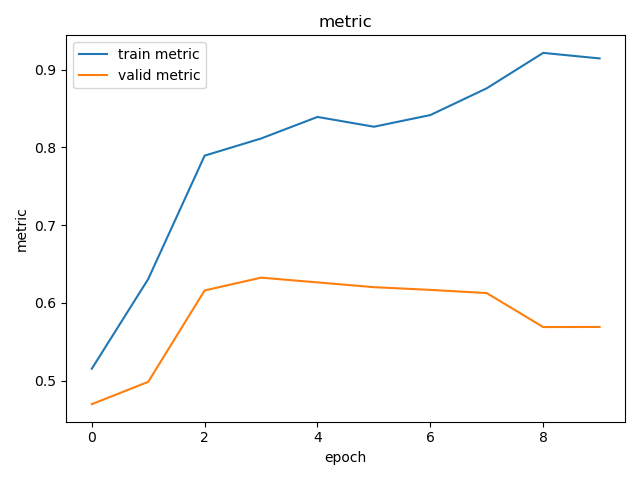 metric
train metric
valid metric
0.9
0.8
0.7
0.6
0.5
metric
0 2 4 6 8
epoch